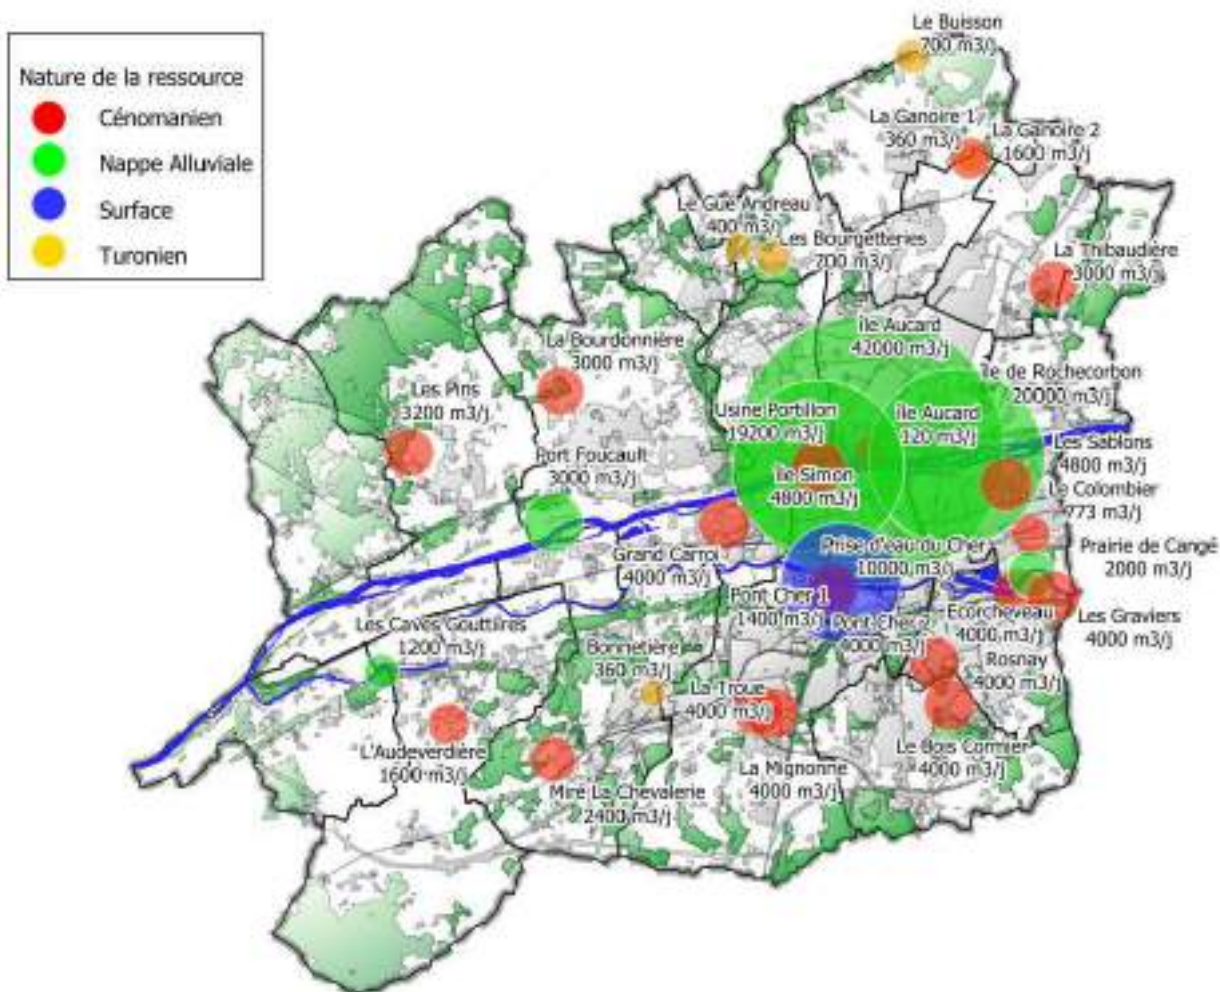 Nature de la ressource
Cénomanien
Nappe Alluviale
Surface
Turonien
Le Buisson
700 m3/j
La Ganoire 1
360 m3/j
La Ganoire 2
1600 m3/j
Le Gué Andreau
400 m3/j
Les Bourgetteries
700 m3/j
La Thibaudière
3000 m3/j
île Aucard
42000 m3/j
La Bourdonnière
3000 m3/j
Île de Rochecorbon
20000 m3/j
Les Pins
3200 m3/j
Usine Portillon
19200 m3/j
île Aucard
120 m3/j
Port Foucault
3000 m3/j
Les Sablons
4800 m3/j
île Simon
4800 m3/j
Le Colombier
773 m3/j
Grand Carroi
4000 m3/j
Prise d'eau du Cher
10000 m3/j
Prairie de Cangé
2000 m3/j
Pont Cher 1
1400 m3/j
Pont Cher 2
4000 m3/j
Ecorcheveau
4000 m3/j
Les Graviers
4000 m3/j
Les Caves Gouttières
1200 m3/j
Bonnetière
360 m3/j
Rosnay
4000 m3/j
La Troue
4000 m3/j
L'Audeverdière
1600 m3/j
Le Bois Cormier
4000 m3/j
La Mignonne
4000 m3/j
Miré La Chevalerie
2400 m3/j